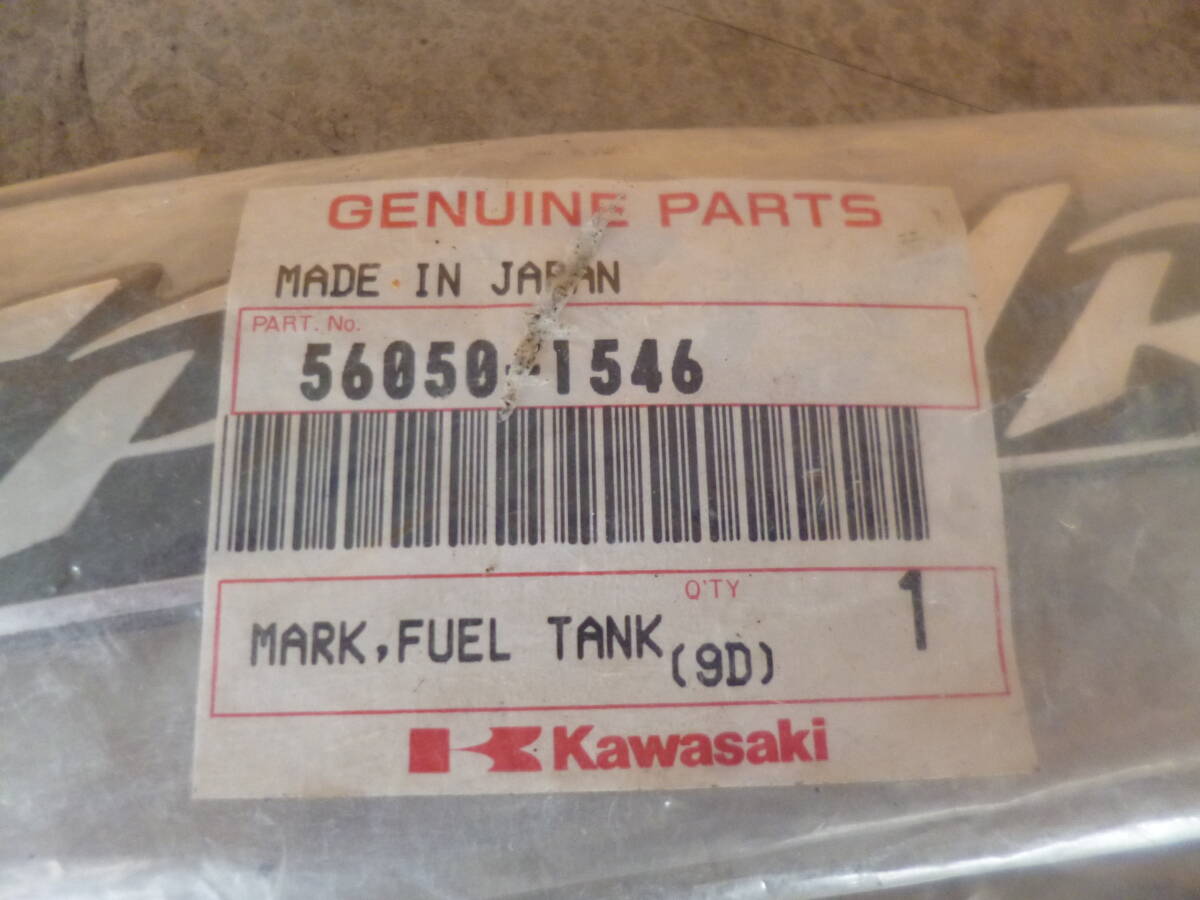 GENUINE PARTS
MADE IN JAPAN
PART. No.
56050-1546
Q'TY 1
MARK,FUEL TANK(9D)
Kawasaki